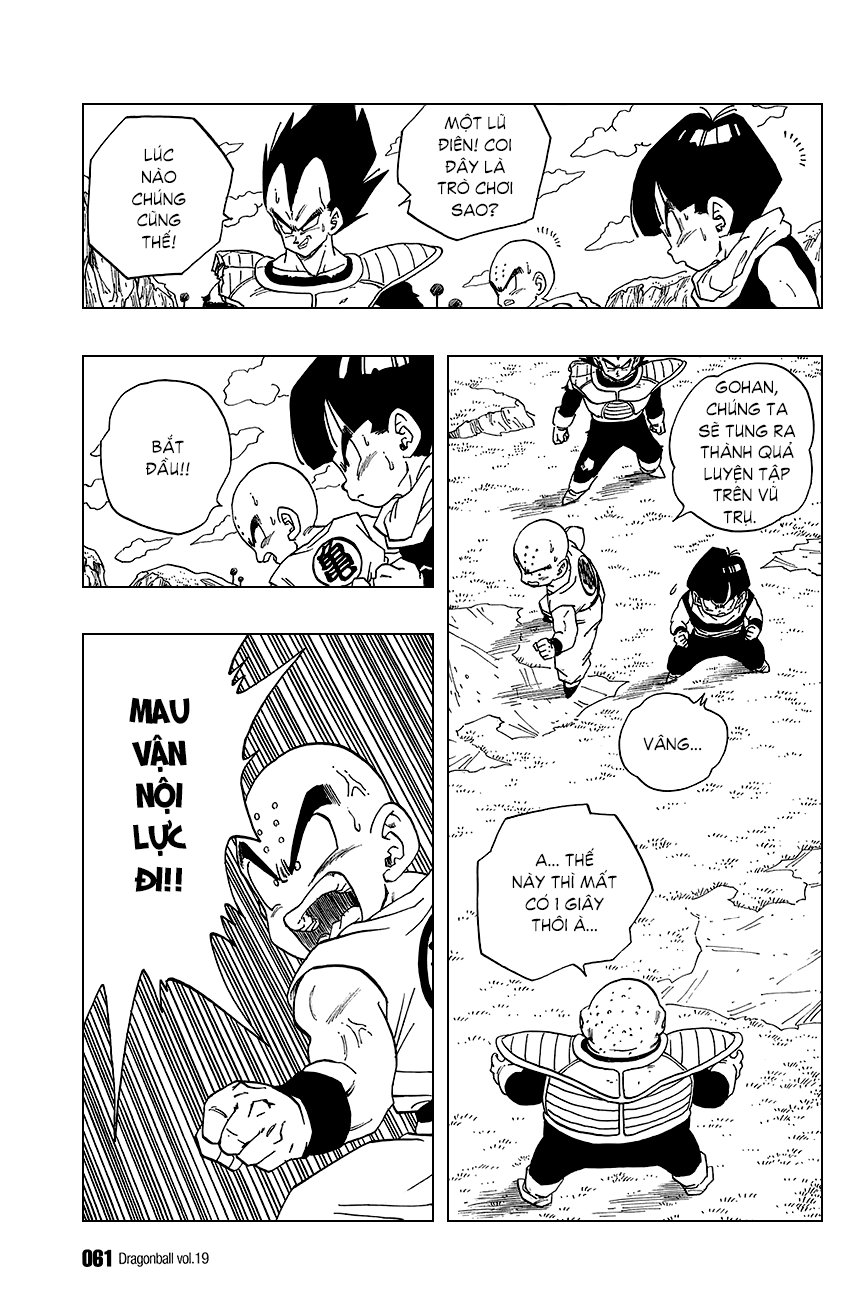 MỘT LŨ
ĐIÊN! COI
ĐÂY LÀ
TRÒ CHƠI
SAO?
LÚC
NÀO
CHÚNG
CŨNG
THẾ!
GOHAN,
CHÚNG TA
SẼ TUNG RA
THÀNH QUẢ
LUYỆN TẬP
TRÊN VŨ
TRỤ.
VÂNG...
A... THẾ
NÀY THÌ MẤT
CÓ 1 GIÂY
THÔI À...
BẮT
ĐẦU!!
亀
MAU
VẬN
NỘI
LỰC
ĐI!!
061 Dragonball vol.19